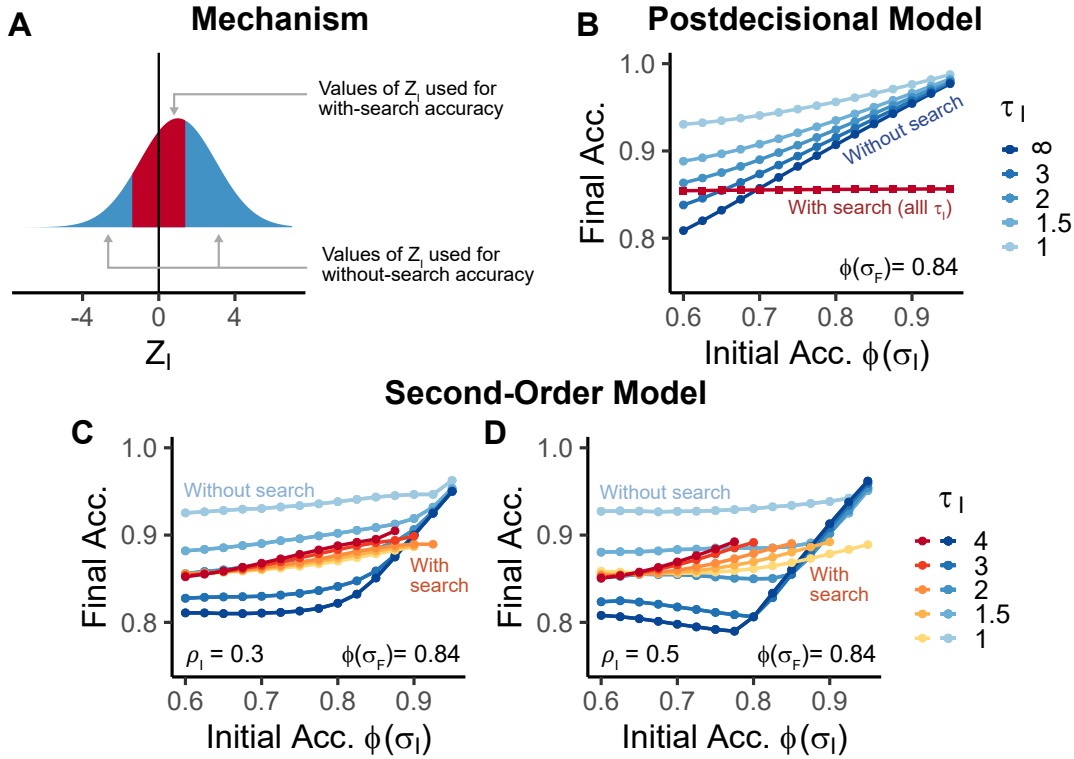 A
Mechanism
Values of Z_I used for
with-search accuracy
Values of Z_I used for
without-search accuracy
-4
0
4
Z_I
Postdecisional Model
B
1.0
0.9
0.8
Final Acc.
Without search
With search (alll τ_I)
ϕ(σ_F)= 0.84
0.6
0.7
0.8
0.9
Initial Acc. ϕ(σ_I)
τ_I
∞
3
2
1.5
1
Second-Order Model
C
1.0
0.9
0.8
Final Acc.
Without search
With
search
ρ_I = 0.3
ϕ(σ_F)= 0.84
0.6
0.7
0.8
0.9
Initial Acc. ϕ(σ_I)
D
1.0
0.9
0.8
Final Acc.
Without search
With
search
ρ_I = 0.5
ϕ(σ_F)= 0.84
0.6
0.7
0.8
0.9
Initial Acc. ϕ(σ_I)
τ_I
4
3
2
1.5
1